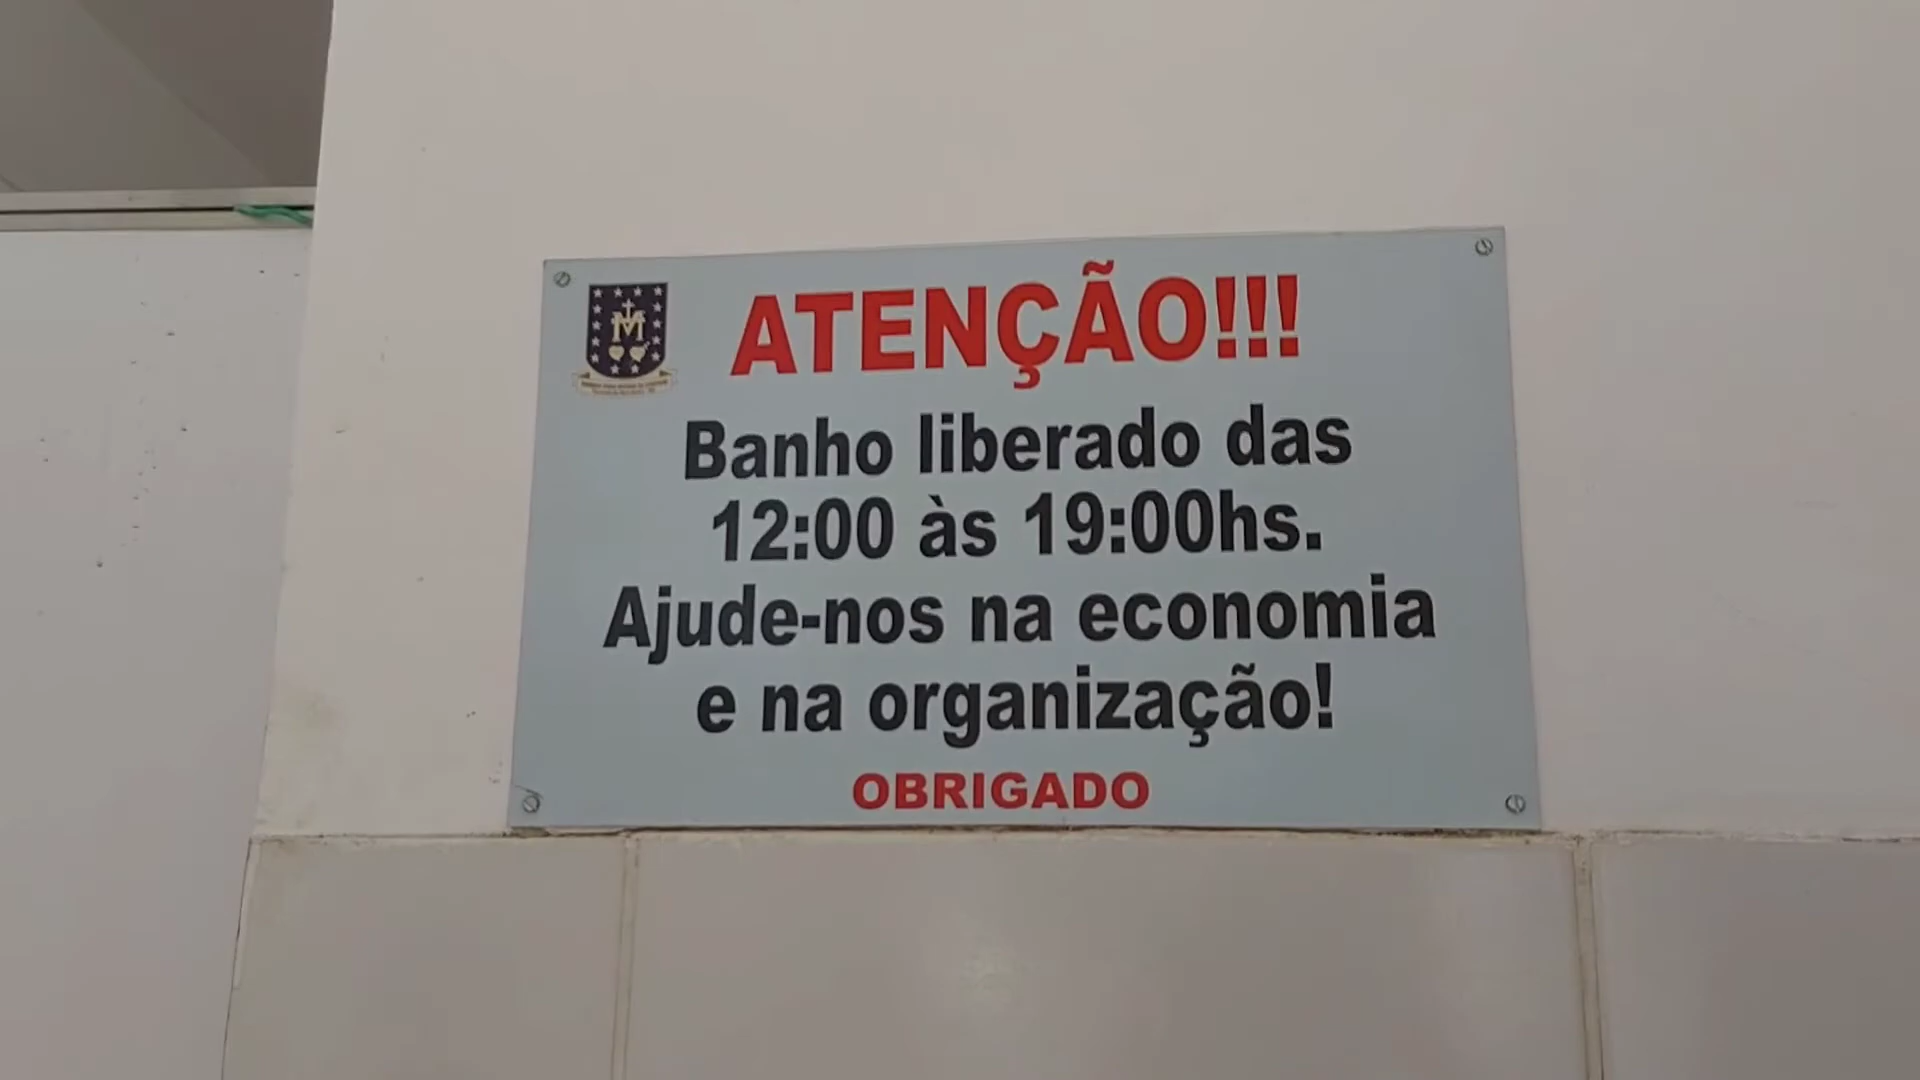 ATENÇÃO!!!
Banho liberado das
12:00 às 19:00hs.
Ajude-nos na economia
e na organização!
OBRIGADO